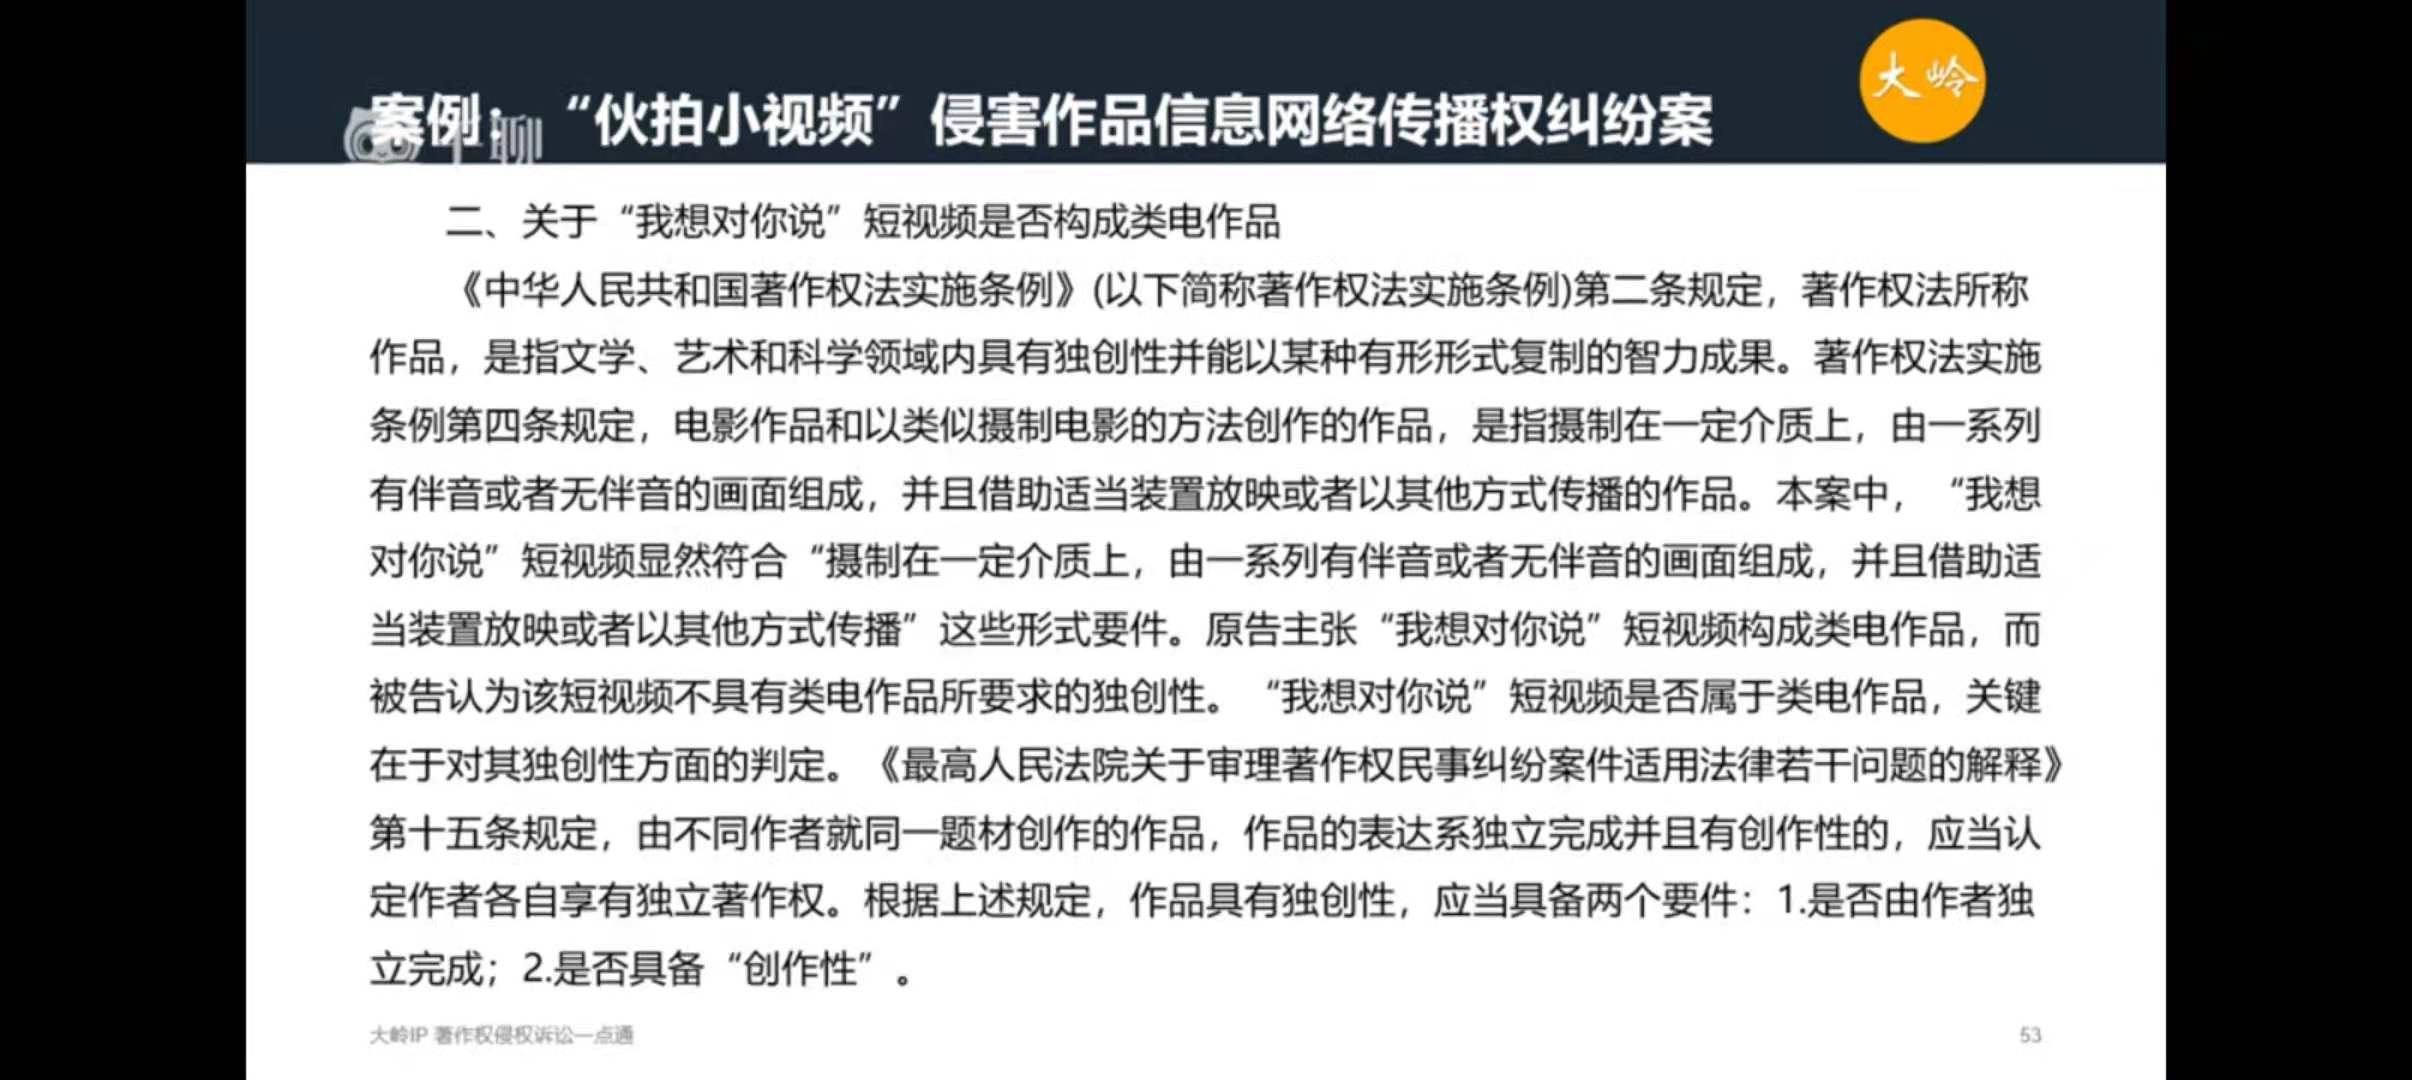 大岭
案例：“伙拍小视频”侵害作品信息网络传播权纠纷案
千聊
二、关于“我想对你说”短视频是否构成类电作品
《中华人民共和国著作权法实施条例》(以下简称著作权法实施条例)第二条规定，著作权法所称
作品，是指文学、艺术和科学领域内具有独创性并能以某种有形形式复制的智力成果。著作权法实施
条例第四条规定，电影作品和以类似摄制电影的方法创作的作品，是指摄制在一定介质上，由一系列
有伴音或者无伴音的画面组成，并且借助适当装置放映或者以其他方式传播的作品。本案中，“我想
对你说”短视频显然符合“摄制在一定介质上，由一系列有伴音或者无伴音的画面组成，并且借助适
当装置放映或者以其他方式传播”这些形式要件。原告主张“我想对你说”短视频构成类电作品，而
被告认为该短视频不具有类电作品所要求的独创性。“我想对你说”短视频是否属于类电作品，关键
在于对其独创性方面的判定。《最高人民法院关于审理著作权民事纠纷案件适用法律若干问题的解释》
第十五条规定，由不同作者就同一题材创作的作品，作品的表达系独立完成并且有创作性的，应当认
定作者各自享有独立著作权。根据上述规定，作品具有独创性，应当具备两个要件：1.是否由作者独
立完成；2.是否具备“创作性”。
大岭IP 著作权侵权诉讼一点通
53